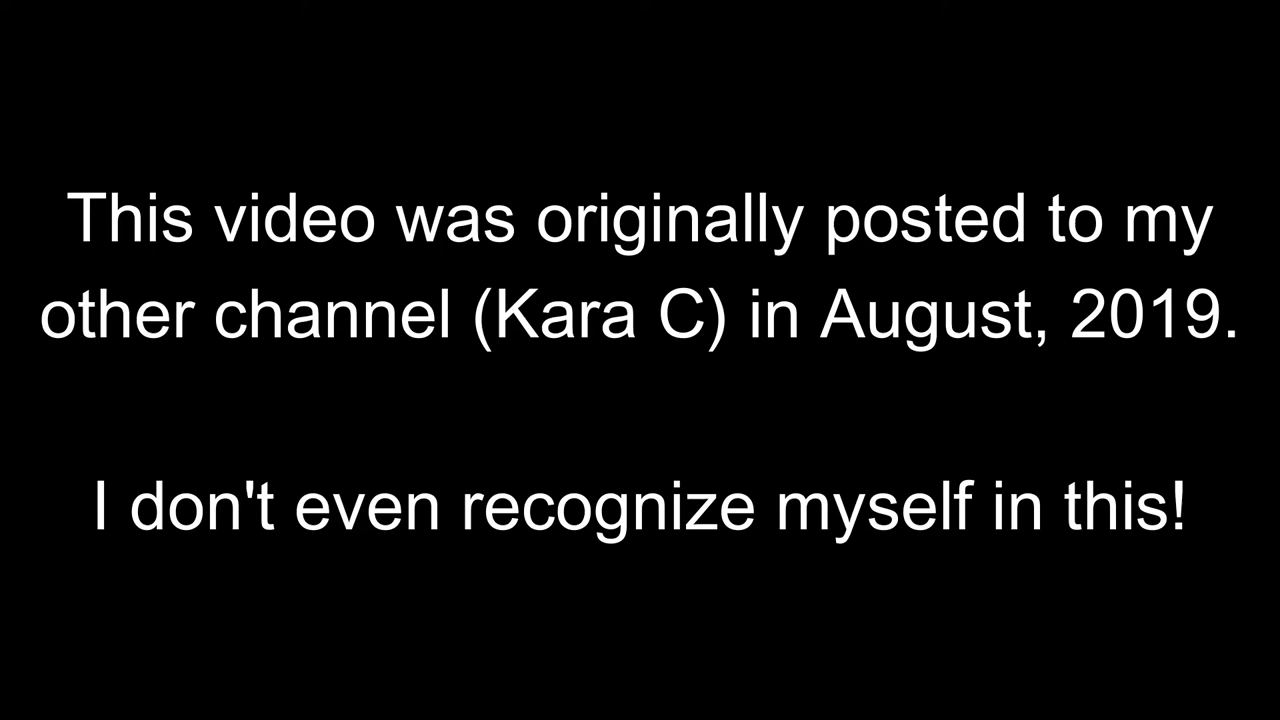 This video was originally posted to my
other channel (Kara C) in August, 2019.
I don't even recognize myself in this!